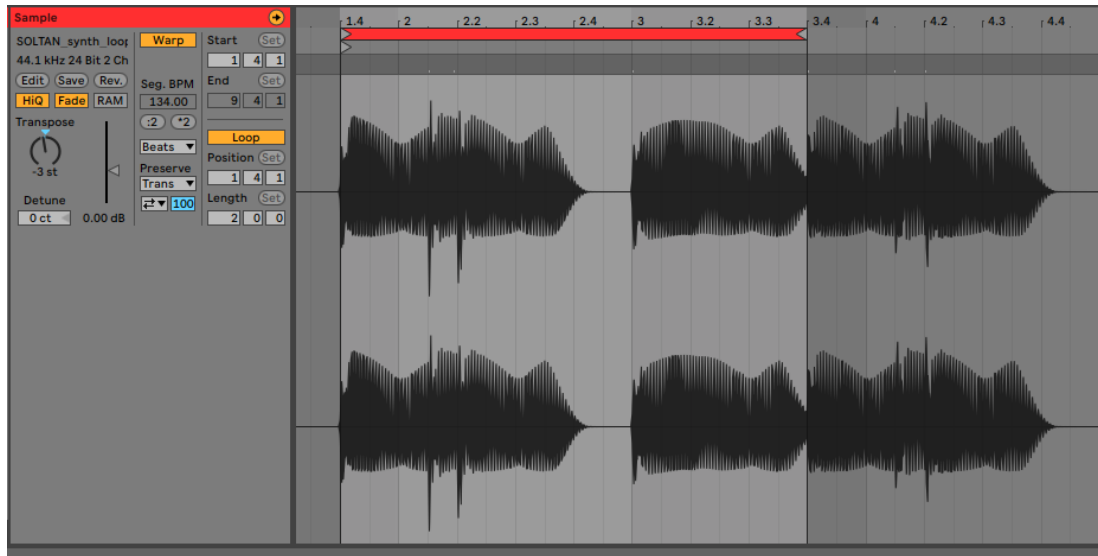 Sample
SOLTAN_synth_loop
44.1 kHz 24 Bit 2 Ch
Edit Save Rev.
HiQ Fade RAM
Transpose
-3 st
Detune
0 ct 0.00 dB
Warp
Seg. BPM
134.00
:2 *2
Beats
Preserve
Trans
100
Start Set
1 4 1
End Set
9 4 1
Loop
Position Set
1 4 1
Length Set
2 0 0
1.4 2 2.2 2.3 2.4 3 3.2 3.3 3.4 4 4.2 4.3 4.4